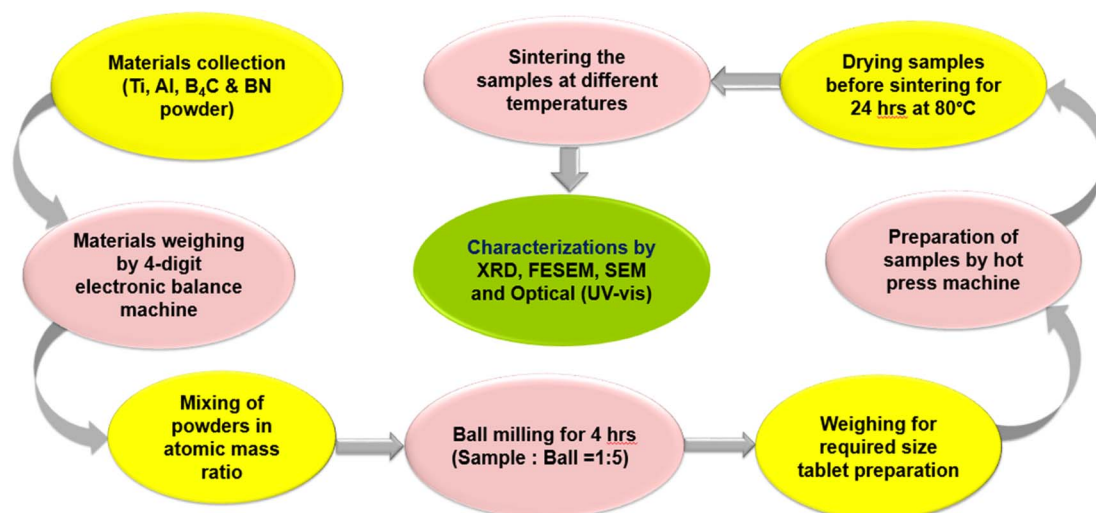 Materials collection
(Ti, Al, B₄C & BN
powder)
Materials weighing
by 4-digit
electronic balance
machine
Mixing of
powders in
atomic mass
ratio
Ball milling for 4 hrs
(Sample : Ball =1:5)
Weighing for
required size
tablet preparation
Preparation of
samples by hot
press machine
Drying samples
before sintering for
24 hrs at 80°C
Sintering the
samples at different
temperatures
Characterizations by
XRD, FESEM, SEM
and Optical (UV-vis)